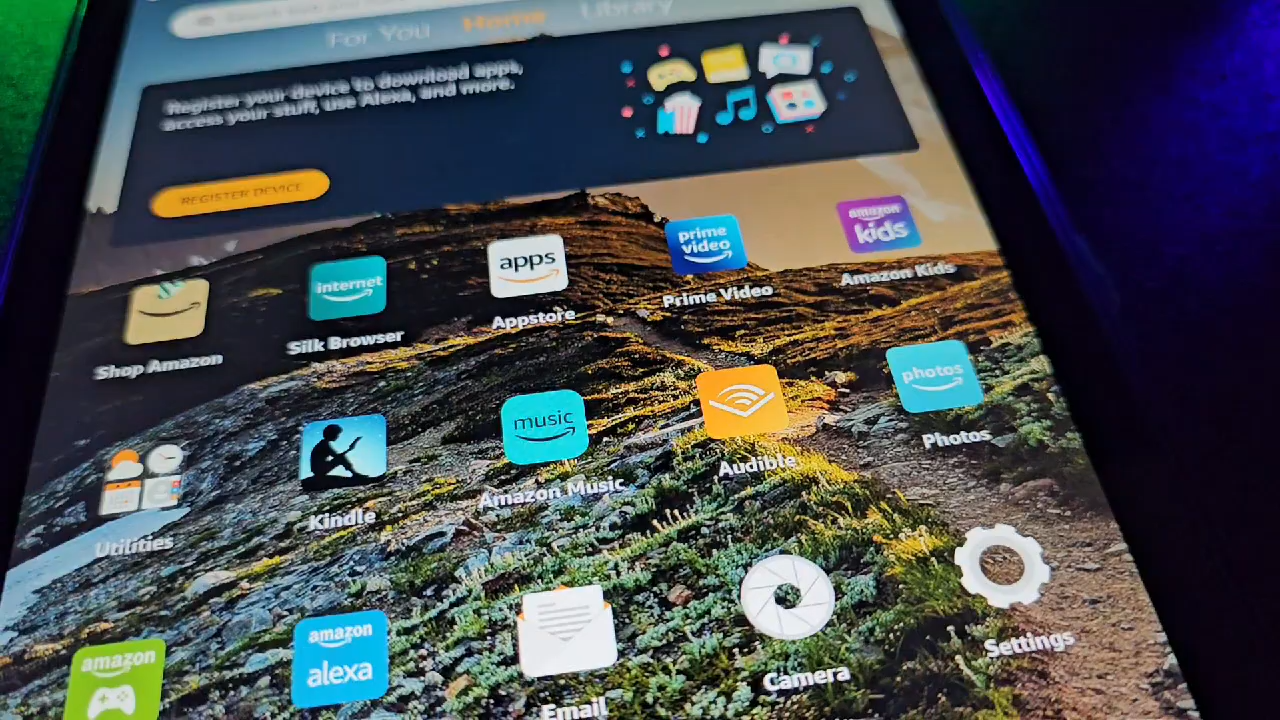 For You Home Library
Register your device to download apps,
access your stuff, use Alexa, and more.
REGISTER DEVICE
internet
apps
prime
video
amazon
kids
Shop Amazon
Silk Browser
Appstore
Prime Video
Amazon Kids
music
photos
Utilities
Kindle
Amazon Music
Audible
Photos
amazon
amazon
alexa
Email
Camera
Settings